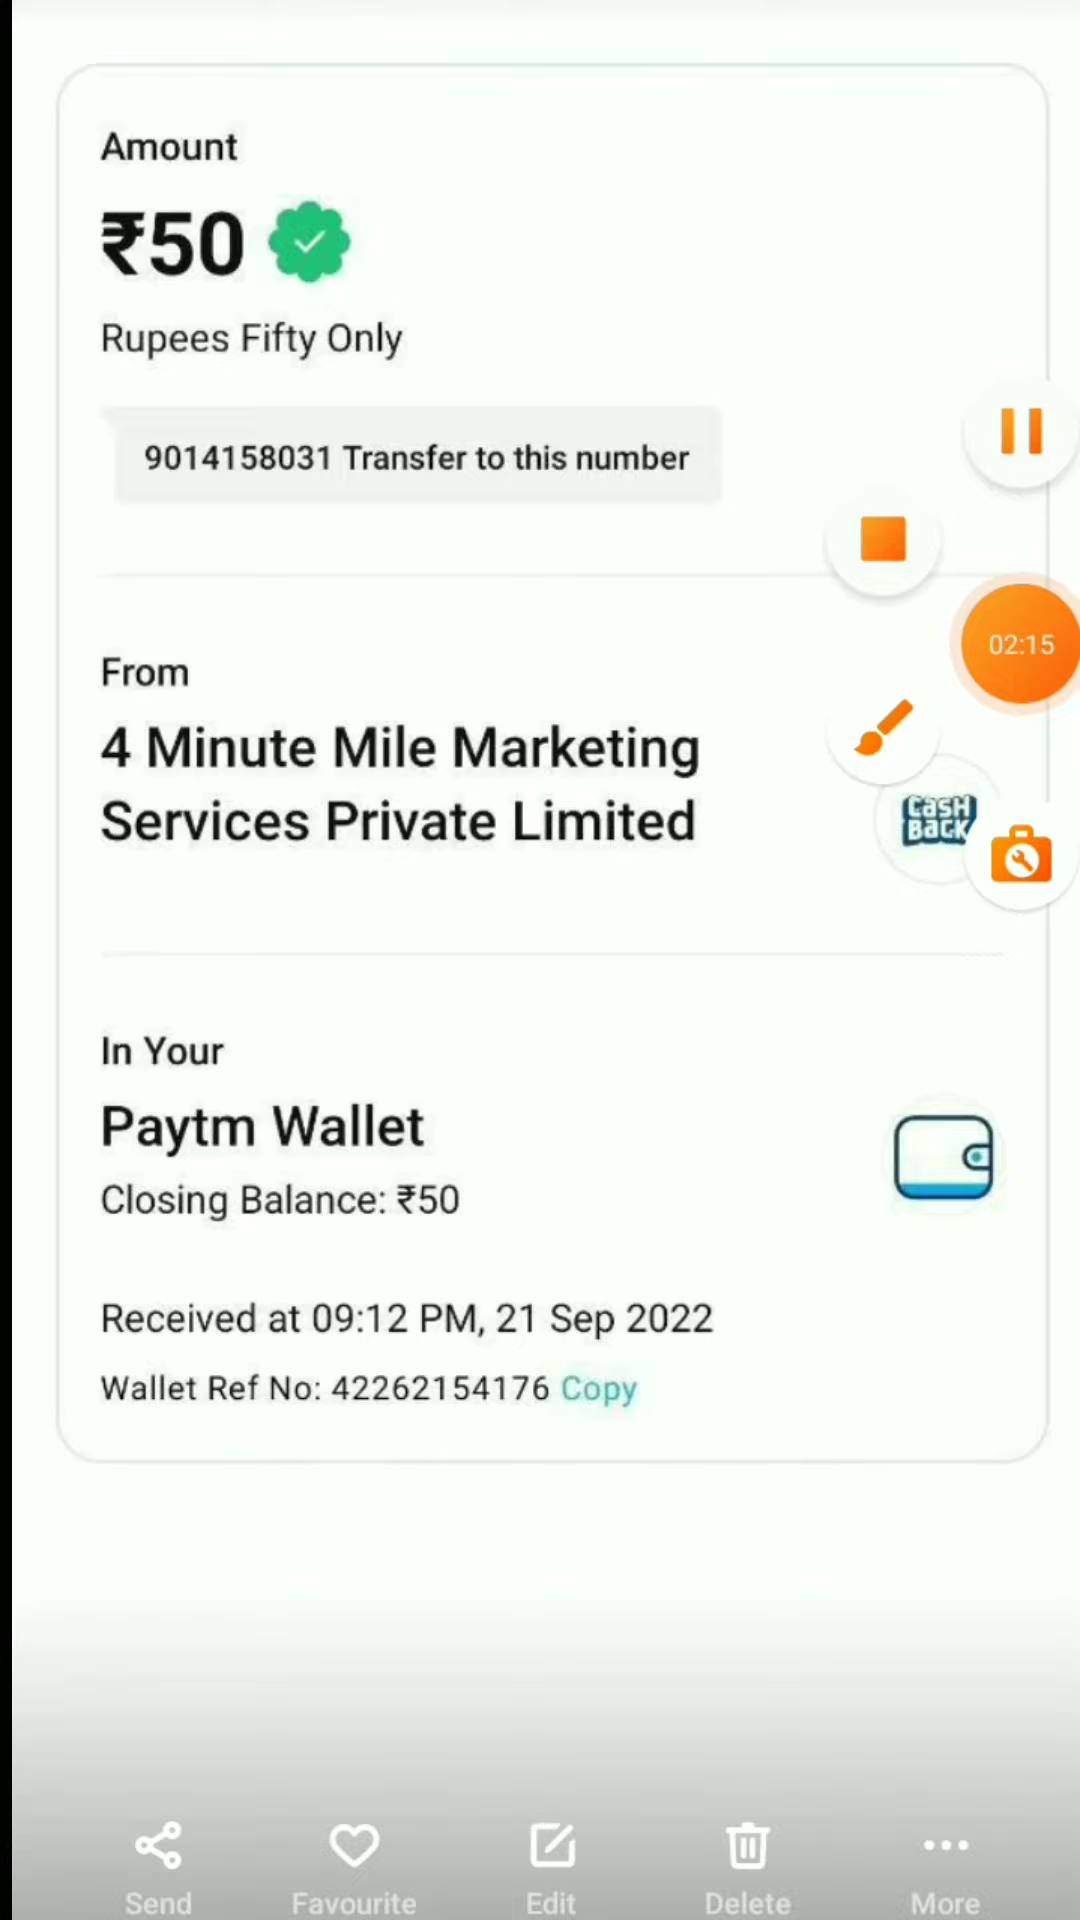 Amount
₹50
Rupees Fifty Only
9014158031 Transfer to this number
02:15
From
4 Minute Mile Marketing
Services Private Limited
CASH
BACK
In Your
Paytm Wallet
Closing Balance: ₹50
Received at 09:12 PM, 21 Sep 2022
Wallet Ref No: 42262154176 Copy
Send Favourite Edit Delete More